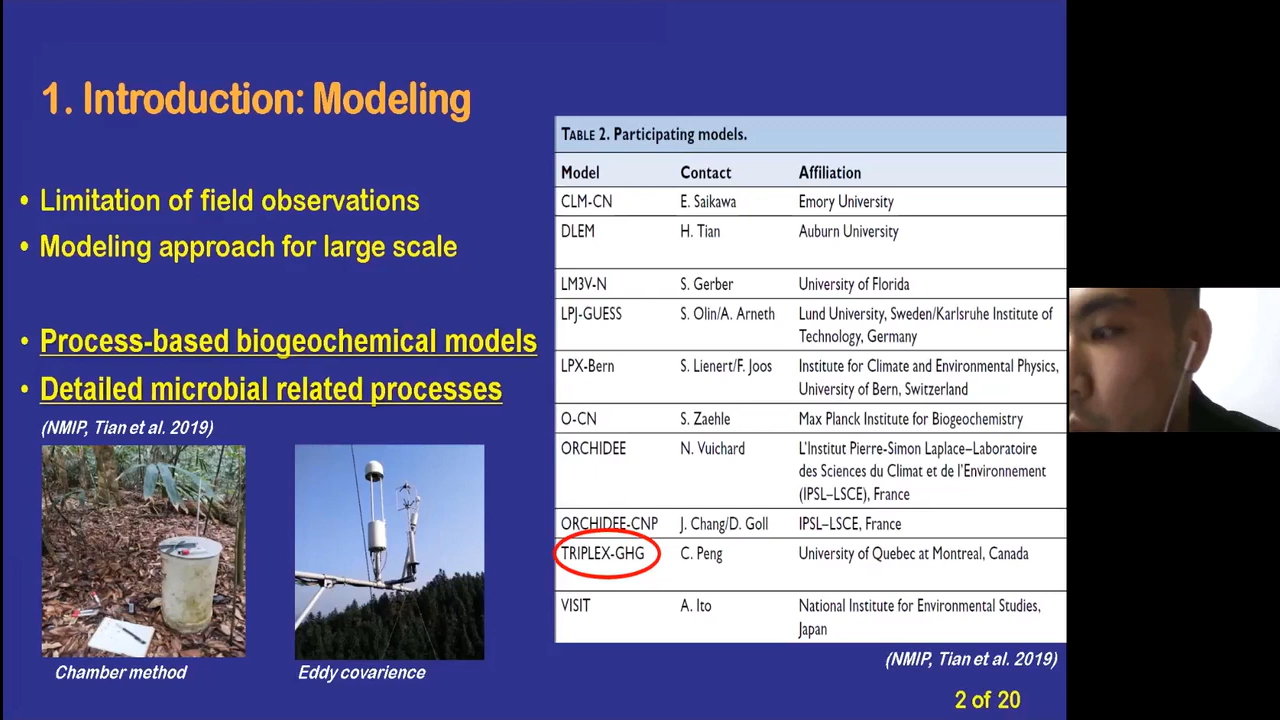 1. Introduction: Modeling
• Limitation of field observations
• Modeling approach for large scale
• Process-based biogeochemical models
• Detailed microbial related processes
(NMIP, Tian et al. 2019)
Chamber method
Eddy covarience
TABLE 2. Participating models.
Model Contact Affiliation
CLM-CN E. Saikawa Emory University
DLEM H. Tian Auburn University
LM3V-N S. Gerber University of Florida
LPJ-GUESS S. Olin/A. Arneth Lund University, Sweden/Karlsruhe Institute of
Technology, Germany
LPX-Bern S. Lienert/F. Joos Institute for Climate and Environmental Physics,
University of Bern, Switzerland
O-CN S. Zaehle Max Planck Institute for Biogeochemistry
ORCHIDEE N. Vuichard L'Institut Pierre-Simon Laplace–Laboratoire
des Sciences du Climat et de l'Environnement
(IPSL–LSCE), France
ORCHIDEE-CNP J. Chang/D. Goll IPSL–LSCE, France
TRIPLEX-GHG C. Peng University of Quebec at Montreal, Canada
VISIT A. Ito National Institute for Environmental Studies,
Japan
(NMIP, Tian et al. 2019)
2 of 20